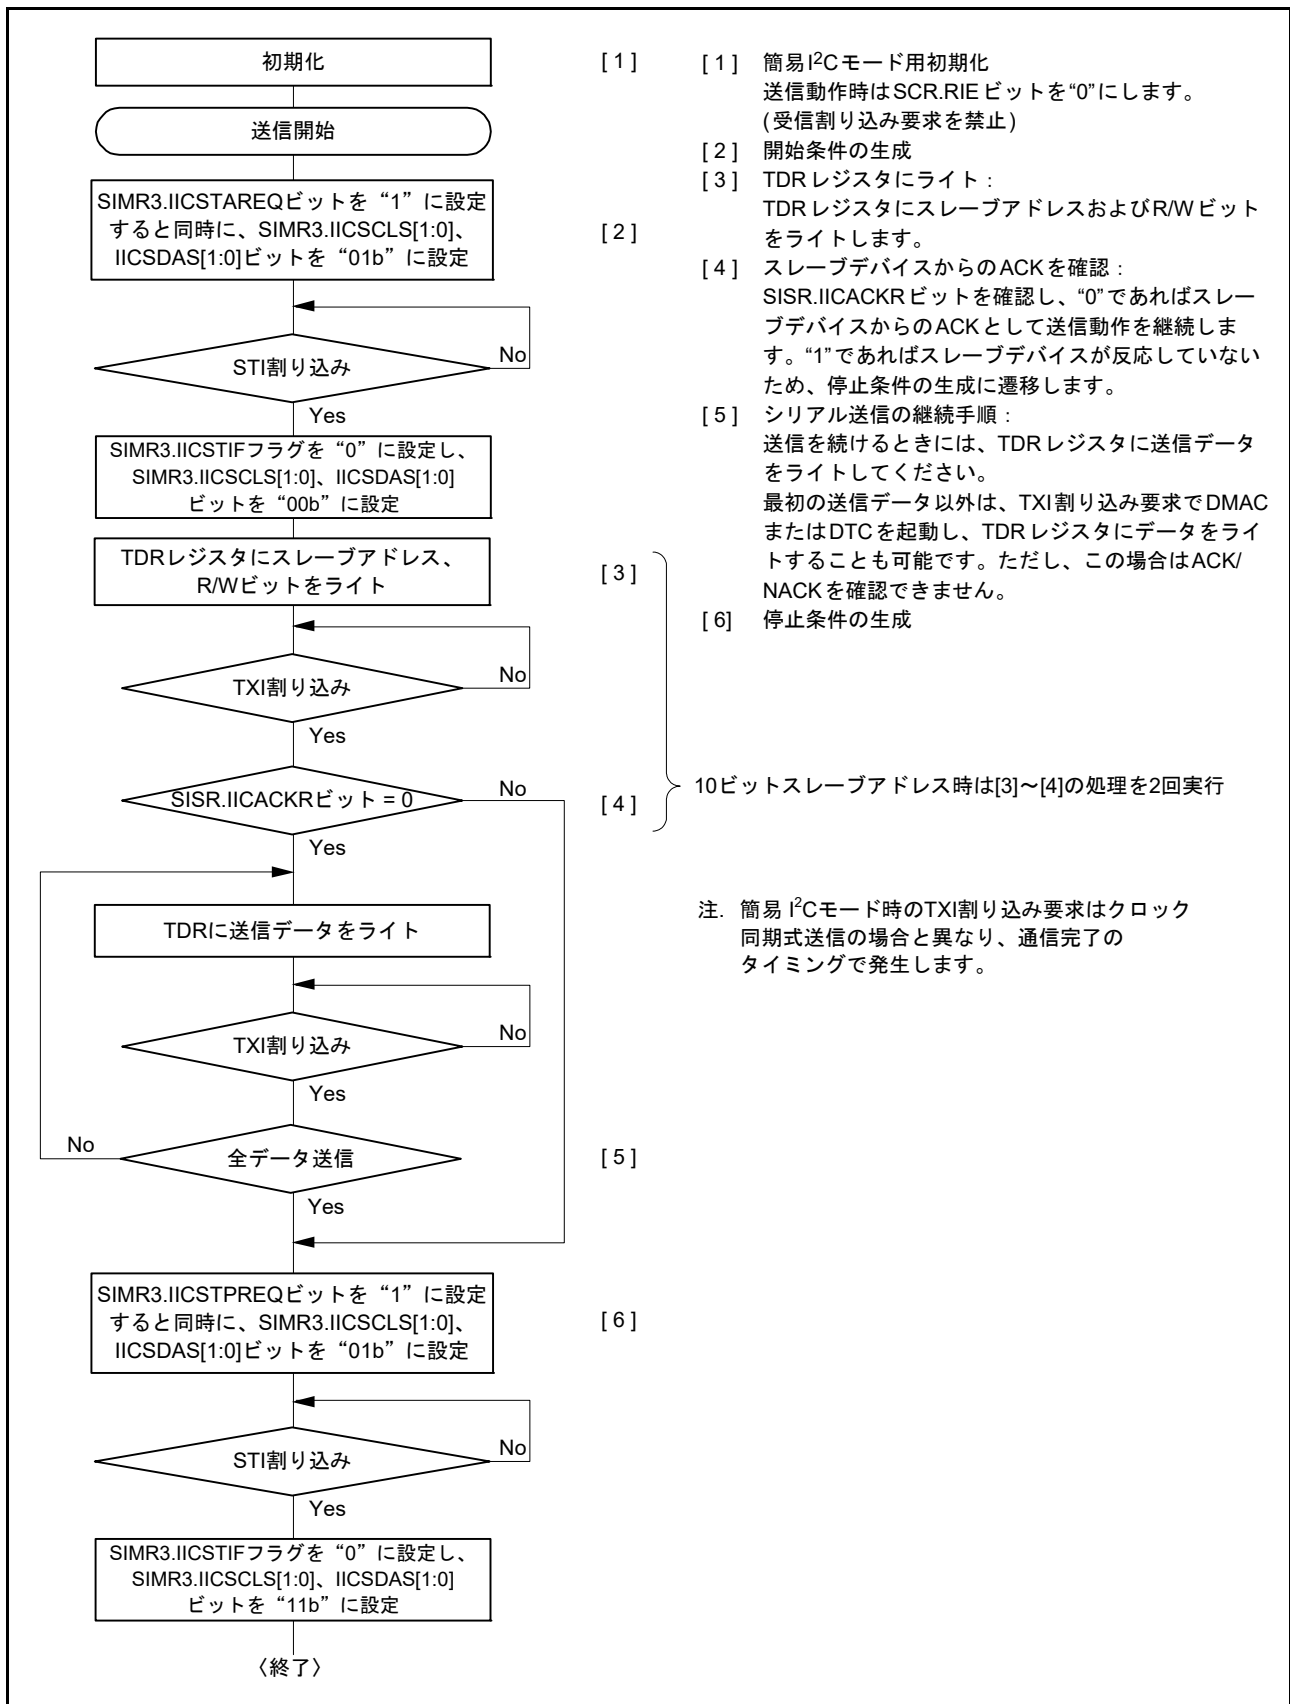 初期化
[ 1 ]
送信開始
SIMR3.IICSTAREQビットを“1”に設定
すると同時に、SIMR3.IICSCLS[1:0]、
IICSDAS[1:0]ビットを“01b”に設定
[ 2 ]
STI割り込み
No
Yes
SIMR3.IICSTIFフラグを“0”に設定し、
SIMR3.IICSCLS[1:0]、IICSDAS[1:0]
ビットを“00b”に設定
TDRレジスタにスレーブアドレス、
R/Wビットをライト
[ 3 ]
TXI割り込み
No
Yes
SISR.IICACKRビット = 0
No
[ 4 ]
Yes
TDRに送信データをライト
TXI割り込み
No
Yes
No
全データ送信
[ 5 ]
Yes
SIMR3.IICSTPREQビットを“1”に設定
すると同時に、SIMR3.IICSCLS[1:0]、
IICSDAS[1:0]ビットを“01b”に設定
[ 6 ]
STI割り込み
No
Yes
SIMR3.IICSTIFフラグを“0”に設定し、
SIMR3.IICSCLS[1:0]、IICSDAS[1:0]
ビットを“11b”に設定
〈終了〉
[ 1 ] 簡易I²Cモード用初期化
送信動作時はSCR.RIEビットを“0”にします。
(受信割り込み要求を禁止)
[ 2 ] 開始条件の生成
[ 3 ] TDRレジスタにライト：
TDRレジスタにスレーブアドレスおよびR/Wビット
をライトします。
[ 4 ] スレーブデバイスからのACKを確認：
SISR.IICACKRビットを確認し、“0”であればスレー
ブデバイスからのACKとして送信動作を継続しま
す。“1”であればスレーブデバイスが反応していない
ため、停止条件の生成に遷移します。
[ 5 ] シリアル送信の継続手順：
送信を続けるときには、TDRレジスタに送信データ
をライトしてください。
最初の送信データ以外は、TXI割り込み要求でDMAC
またはDTCを起動し、TDRレジスタにデータをライ
トすることも可能です。ただし、この場合はACK/
NACKを確認できません。
[ 6] 停止条件の生成
10ビットスレーブアドレス時は[3]～[4]の処理を2回実行
注. 簡易 I²Cモード時のTXI割り込み要求はクロック
同期式送信の場合と異なり、通信完了の
タイミングで発生します。